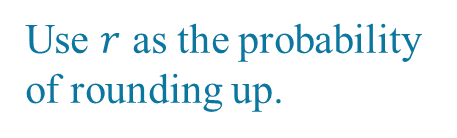 Use r as the probability
of rounding up.